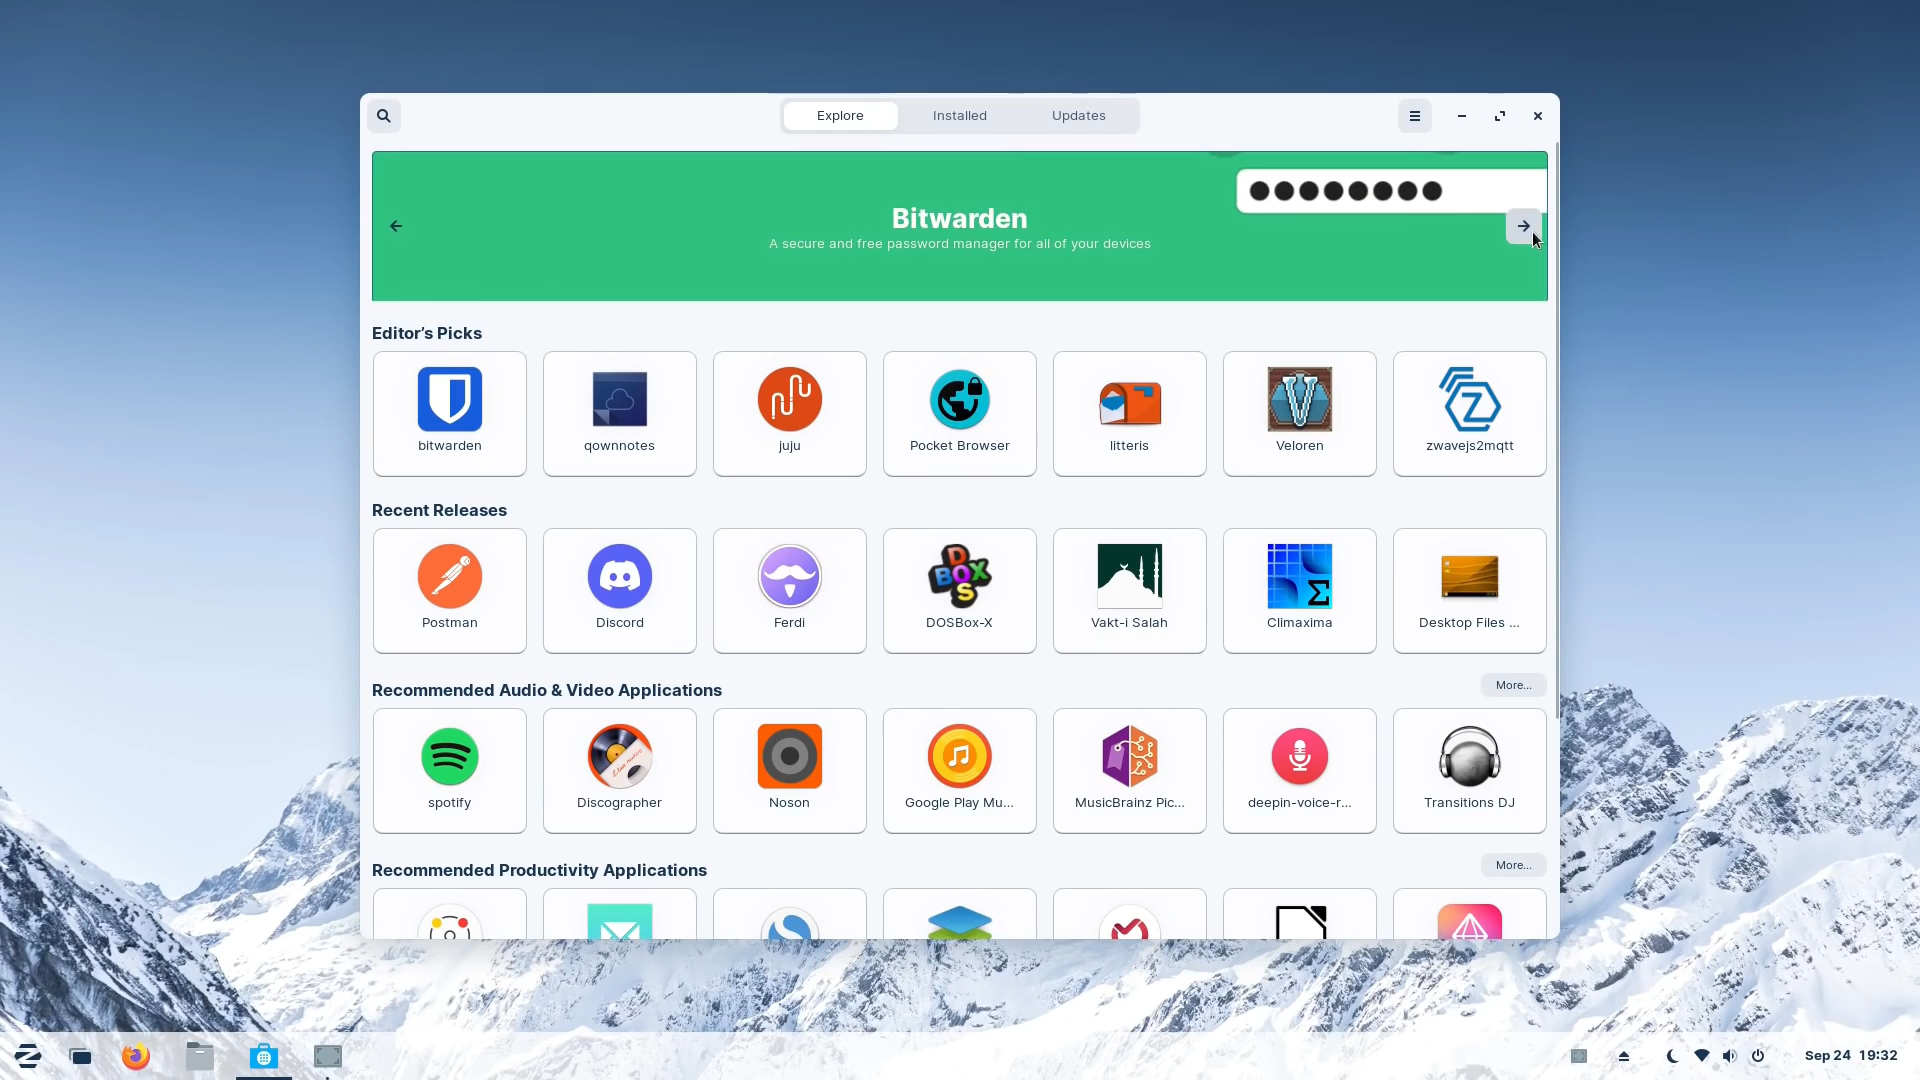 Explore Installed Updates
Bitwarden
A secure and free password manager for all of your devices
Editor’s Picks
bitwarden qownnotes juju Pocket Browser litteris Veloren zwavejs2mqtt
Recent Releases
Postman Discord Ferdi DOSBox-X Vakt-i Salah Climaxima Desktop Files ...
Recommended Audio & Video Applications More...
spotify Discographer Noson Google Play Mu... MusicBrainz Pic... deepin-voice-r... Transitions DJ
Recommended Productivity Applications More...
Sep 24 19:32